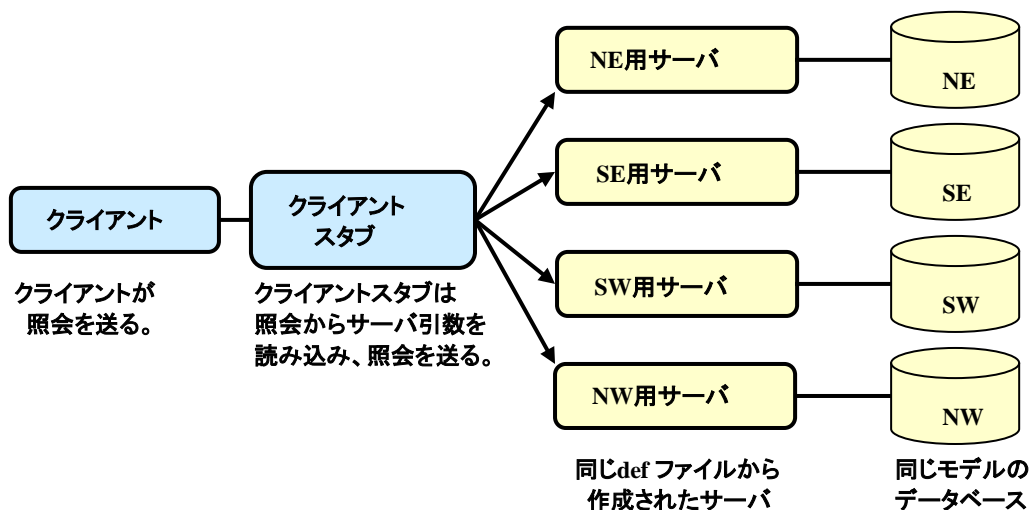 NE用サーバ
NE
SE用サーバ
SE
クライアント
クライアント
スタブ
SW用サーバ
SW
クライアントが
照会を送る。
クライアントスタブは
照会からサーバ引数を
読み込み、照会を送る。
NW用サーバ
NW
同じdef ファイルから
作成されたサーバ
同じモデルの
データベース